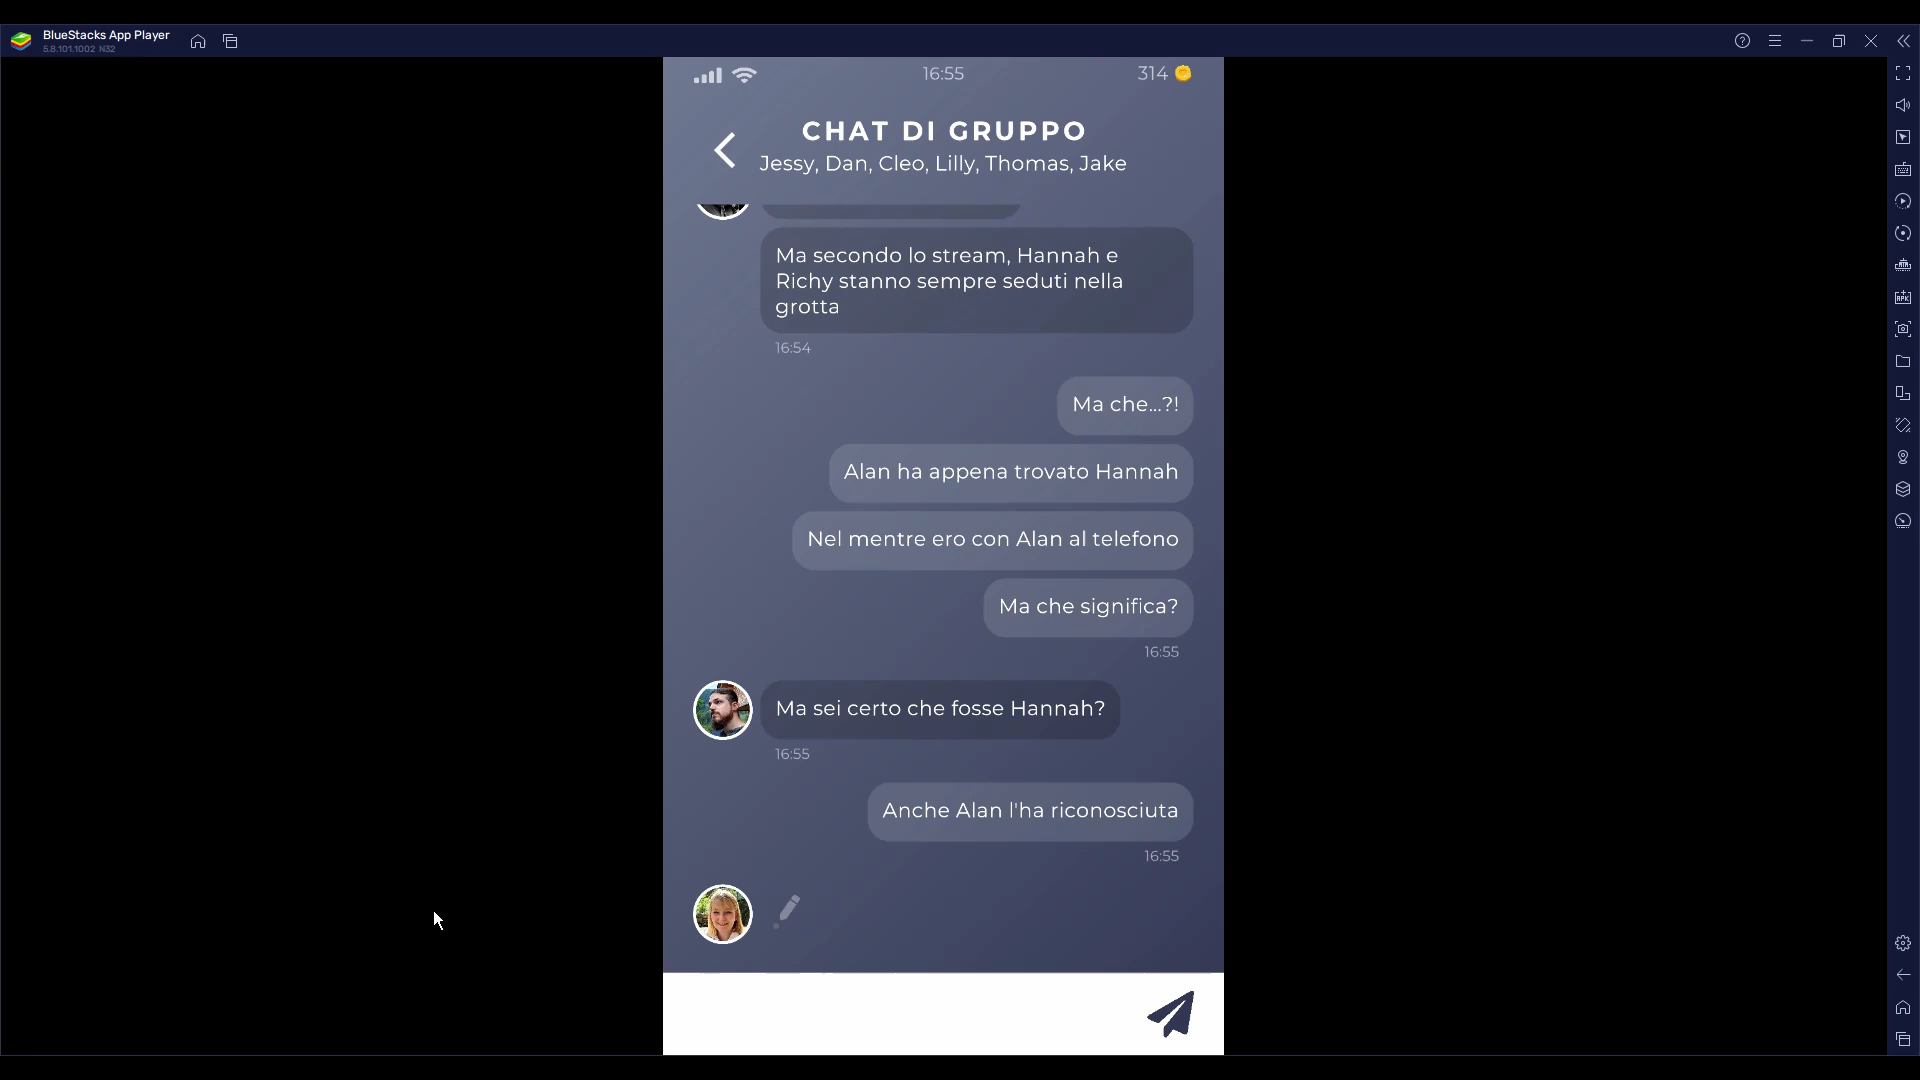 BlueStacks App Player
5.8.101.1002 N32
16:55
314
CHAT DI GRUPPO
Jessy, Dan, Cleo, Lilly, Thomas, Jake
Ma secondo lo stream, Hannah e
Richy stanno sempre seduti nella
grotta
16:54
Ma che...?!
Alan ha appena trovato Hannah
Nel mentre ero con Alan al telefono
Ma che significa?
16:55
Ma sei certo che fosse Hannah?
16:55
Anche Alan l'ha riconosciuta
16:55